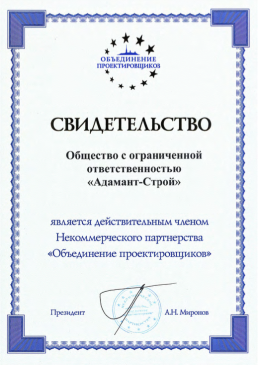 ОБЪЕДИНЕНИЕ
ПРОЕКТИРОВЩИКОВ
СВИДЕТЕЛЬСТВО
Общество с ограниченной
ответственностью
«Адамант-Строй»
является действительным членом
Некоммерческого партнерства
«Объединение проектировщиков»
Президент А.Н. Миронов